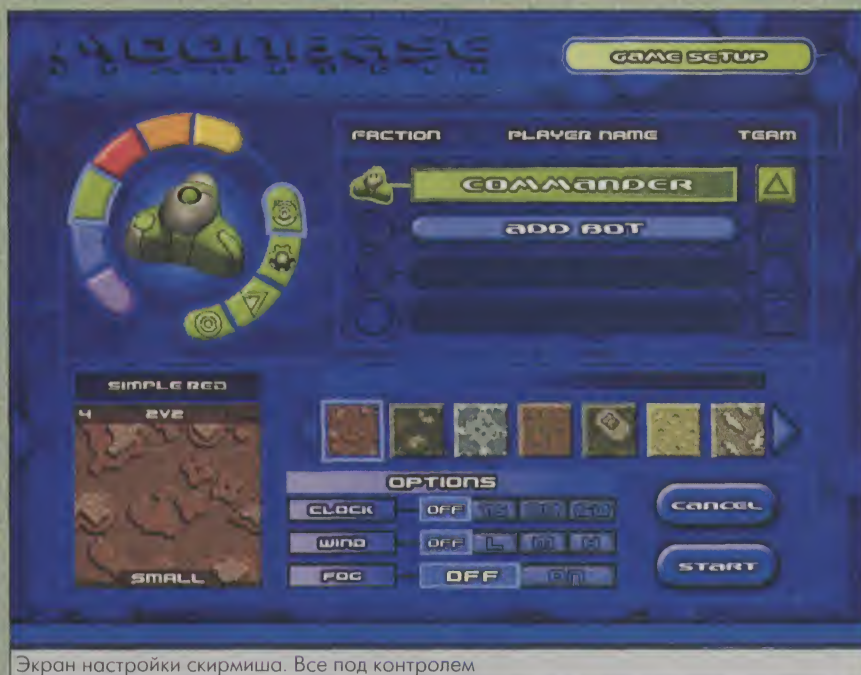 MOONBASE
GAME SETUP
FACTION PLAYER NAME TEAM
COMMANDER
ADD BOT
SIMPLE RED
4 2V2
SMALL
OPTIONS
CLOCK OFF
WIND OFF L M H
FOG OFF ON
CANCEL
START
Экран настройки скирмиша. Все под контролем